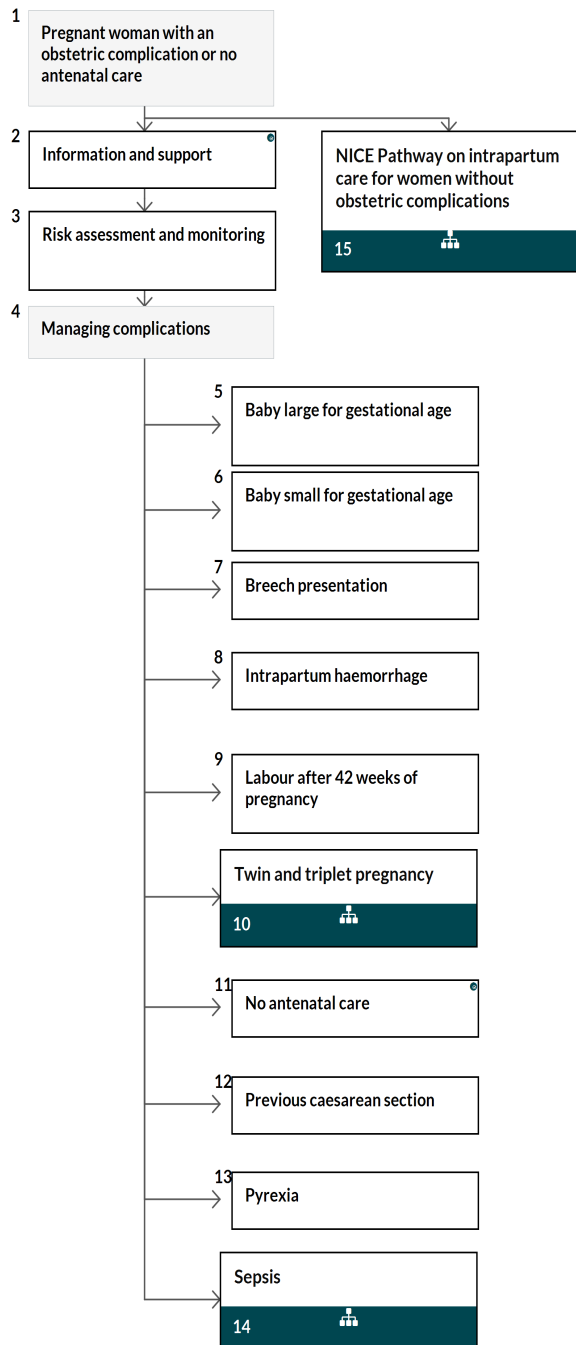 1
Pregnant woman with an
obstetric complication or no
antenatal care
2
Information and support
NICE Pathway on intrapartum
care for women without
obstetric complications
15
3
Risk assessment and monitoring
4
Managing complications
5
Baby large for gestational age
6
Baby small for gestational age
7
Breech presentation
8
Intrapartum haemorrhage
9
Labour after 42 weeks of
pregnancy
Twin and triplet pregnancy
10
11
No antenatal care
12
Previous caesarean section
13
Pyrexia
Sepsis
14